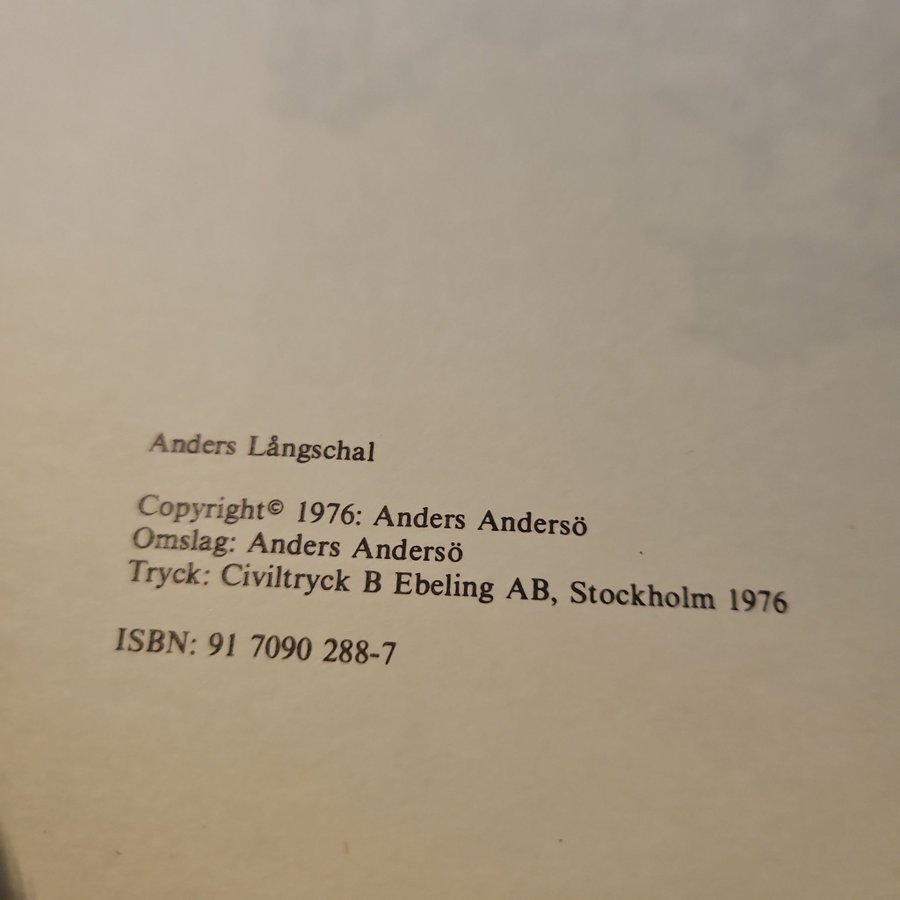 Anders Långschal
Copyright© 1976: Anders Andersö
Omslag: Anders Andersö
Tryck: Civiltryck B Ebeling AB, Stockholm 1976
ISBN: 91 7090 288-7